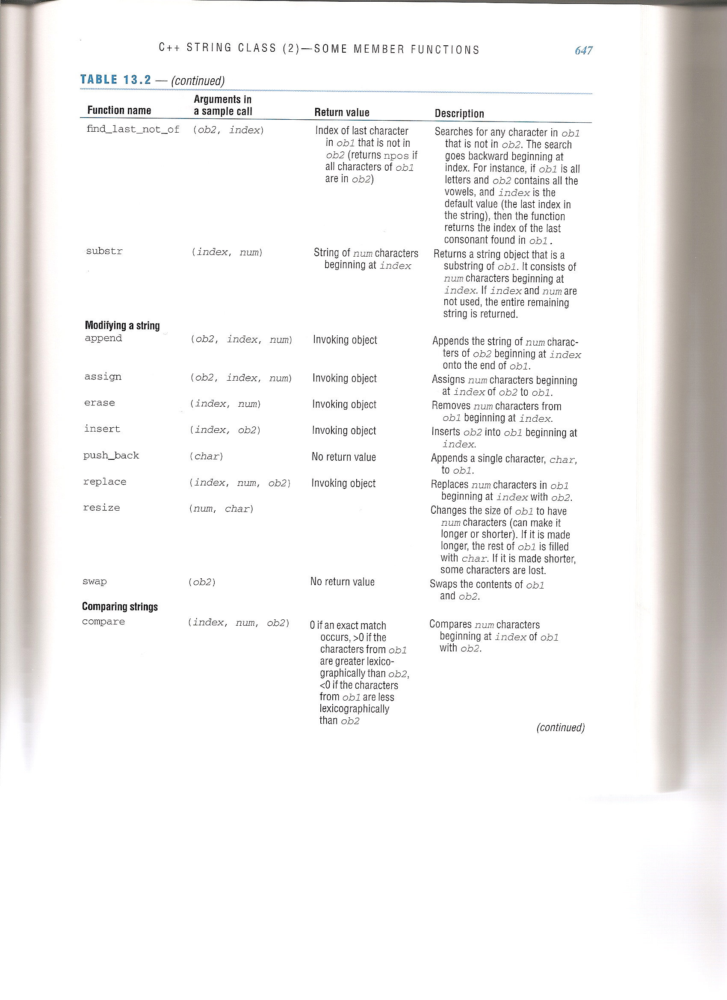 C++ STRING CLASS (2)—SOME MEMBER FUNCTIONS 647
TABLE 13.2 — (continued)
Function name
Arguments in
a sample call
Return value
Description
find_last_not_of
(ob2, index)
Index of last character
in ob1 that is not in
ob2 (returns npos if
all characters of ob1
are in ob2)
Searches for any character in ob1
that is not in ob2. The search
goes backward beginning at
index. For instance, if ob1 is all
letters and ob2 contains all the
vowels, and index is the
default value (the last index in
the string), then the function
returns the index of the last
consonant found in ob1.
substr
(index, num)
String of num characters
beginning at index
Returns a string object that is a
substring of ob1. It consists of
num characters beginning at
index. If index and num are
not used, the entire remaining
string is returned.
Modifying a string
append
(ob2, index, num)
Invoking object
Appends the string of num charac-
ters of ob2 beginning at index
onto the end of ob1.
assign
(ob2, index, num)
Invoking object
Assigns num characters beginning
at index of ob2 to ob1.
erase
(index, num)
Invoking object
Removes num characters from
ob1 beginning at index.
insert
(index, ob2)
Invoking object
Inserts ob2 into ob1 beginning at
index.
push_back
(char)
No return value
Appends a single character, char,
to ob1.
replace
(index, num, ob2)
Invoking object
Replaces num characters in ob1
beginning at index with ob2.
resize
(num, char)
Changes the size of ob1 to have
num characters (can make it
longer or shorter). If it is made
longer, the rest of ob1 is filled
with char. If it is made shorter,
some characters are lost.
swap
(ob2)
No return value
Swaps the contents of ob1
and ob2.
Comparing strings
compare
(index, num, ob2)
0 if an exact match
occurs, >0 if the
characters from ob1
are greater lexico-
graphically than ob2,
<0 if the characters
from ob1 are less
lexicographically
than ob2
Compares num characters
beginning at index of ob1
with ob2.
(continued)